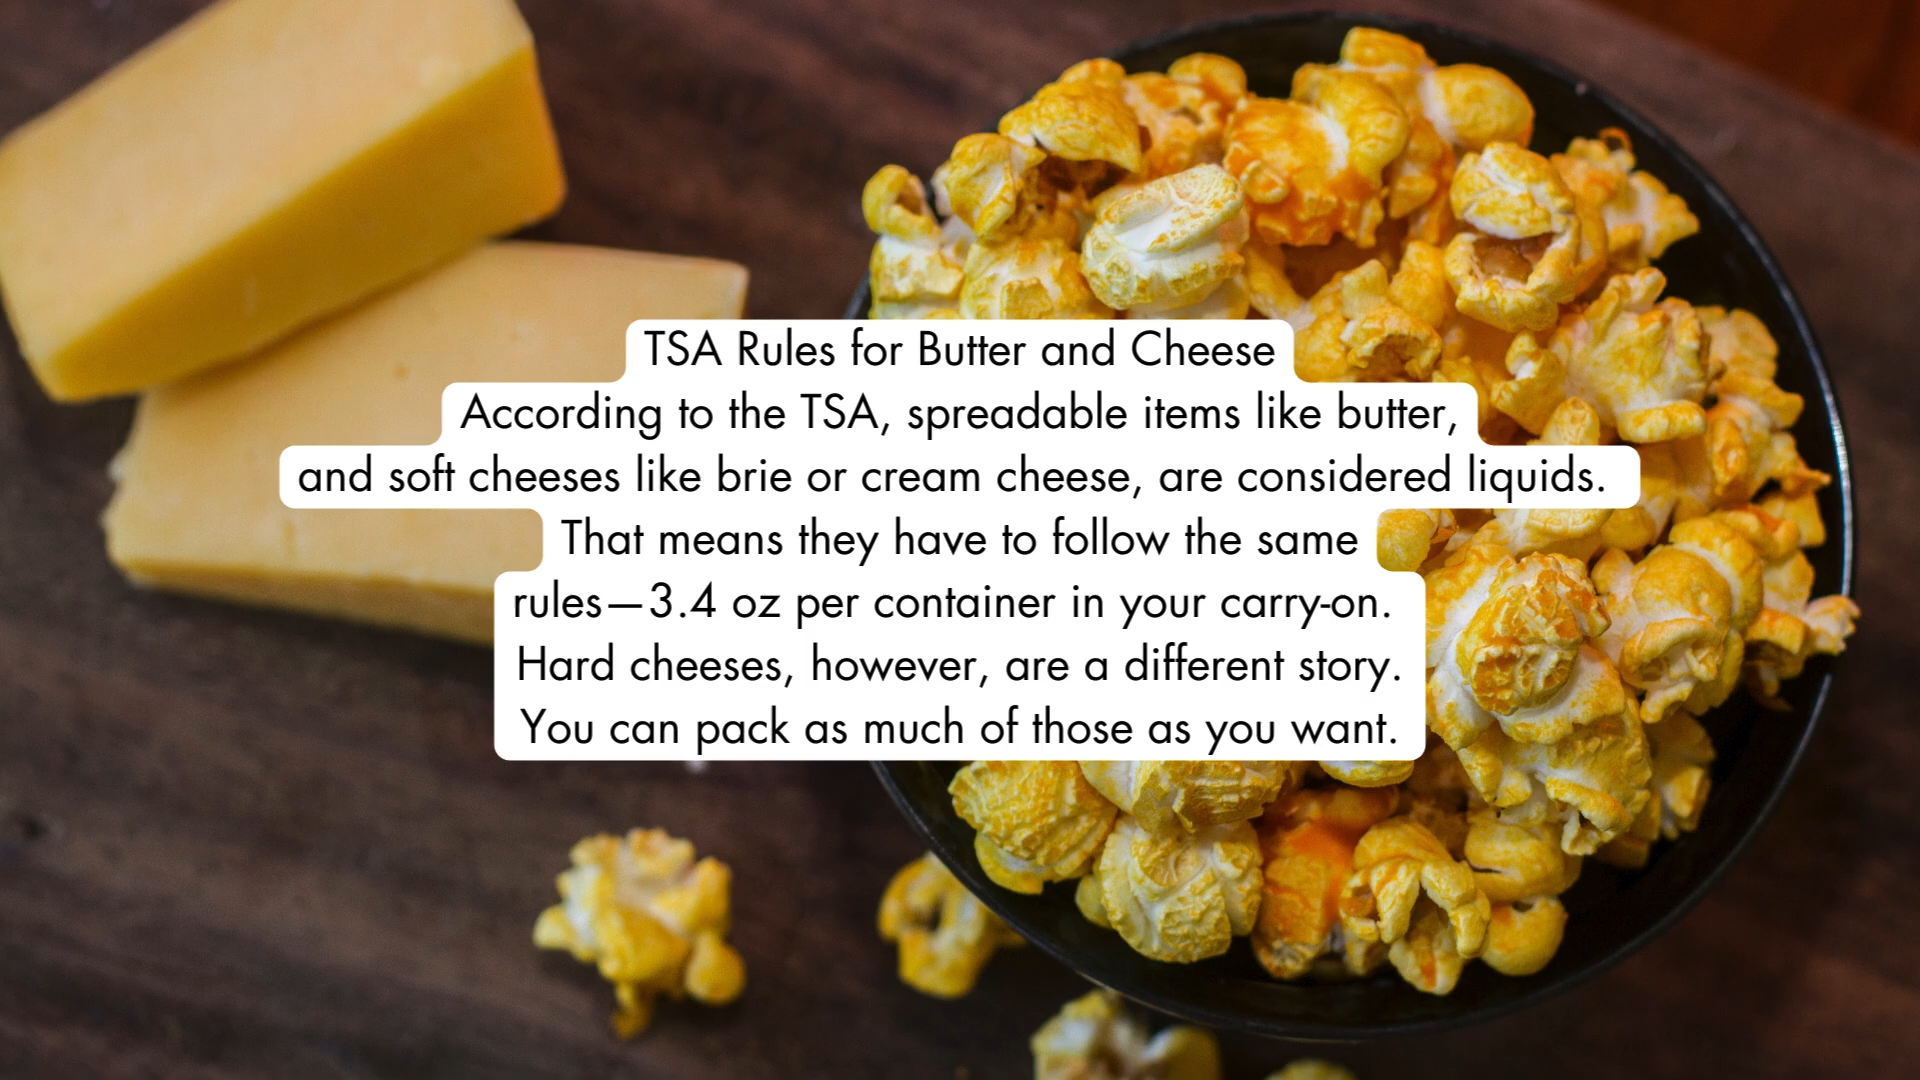 TSA Rules for Butter and Cheese
According to the TSA, spreadable items like butter,
and soft cheeses like brie or cream cheese, are considered liquids.
That means they have to follow the same
rules—3.4 oz per container in your carry-on.
Hard cheeses, however, are a different story.
You can pack as much of those as you want.